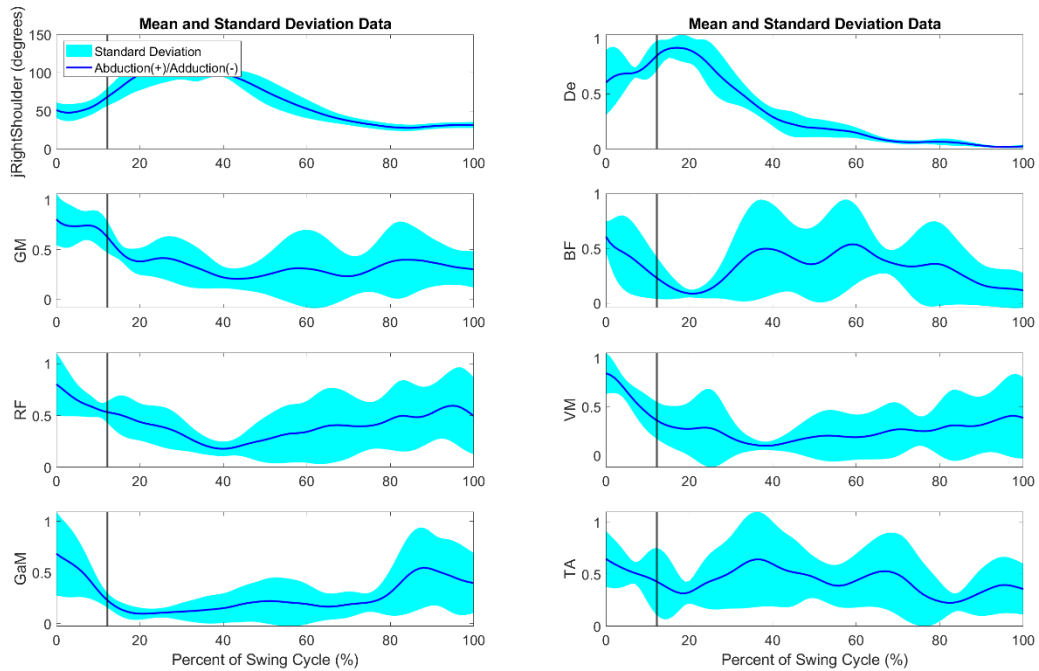 Mean and Standard Deviation Data
jRightShoulder (degrees)
150
100
50
0
Standard Deviation
Abduction(+)/Adduction(-)
0 20 40 60 80 100
Mean and Standard Deviation Data
De
1
0.5
0
0 20 40 60 80 100
GM
1
0.5
0
0 20 40 60 80 100
BF
1
0.5
0
0 20 40 60 80 100
RF
1
0.5
0
0 20 40 60 80 100
VM
1
0.5
0
0 20 40 60 80 100
GaM
1
0.5
0
0 20 40 60 80 100
Percent of Swing Cycle (%)
TA
1
0.5
0
0 20 40 60 80 100
Percent of Swing Cycle (%)